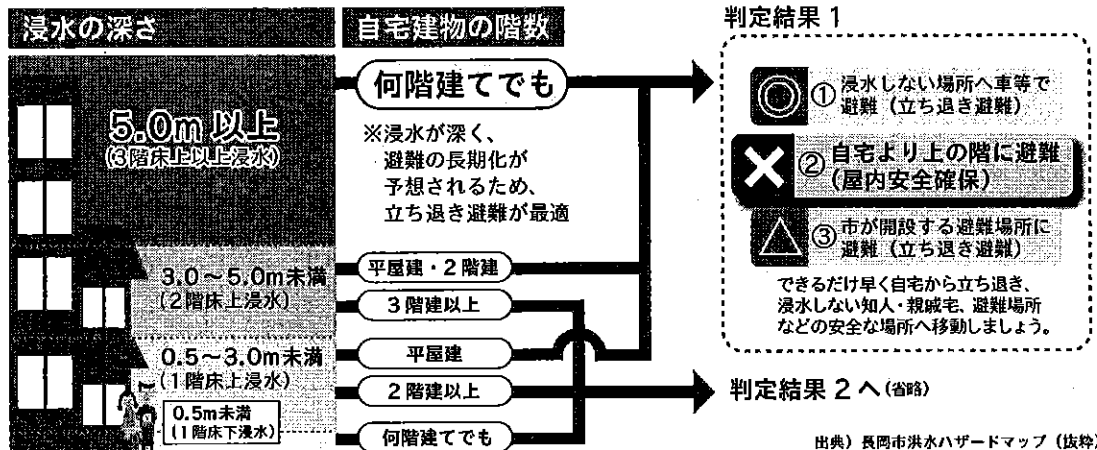 浸水の深さ
自宅建物の階数
5.0m 以上
(3階床上以上浸水)
3.0～5.0m未満
(2階床上浸水)
0.5～3.0m未満
(1階床上浸水)
0.5m未満
(1階床下浸水)
何階建てでも
※浸水が深く、
避難の長期化が
予想されるため、
立ち退き避難が最適
平屋建・2階建
3階建以上
平屋建
2階建以上
何階建てでも
判定結果1
◎ ① 浸水しない場所へ車等で
避難（立ち退き避難）
× ② 自宅より上の階に避難
（屋内安全確保）
△ ③ 市が開設する避難場所に
避難（立ち退き避難）
できるだけ早く自宅から立ち退き、
浸水しない知人・親戚宅、避難場所
などの安全な場所へ移動しましょう。
判定結果2へ(省略)
出典）長岡市洪水ハザードマップ（抜粋）